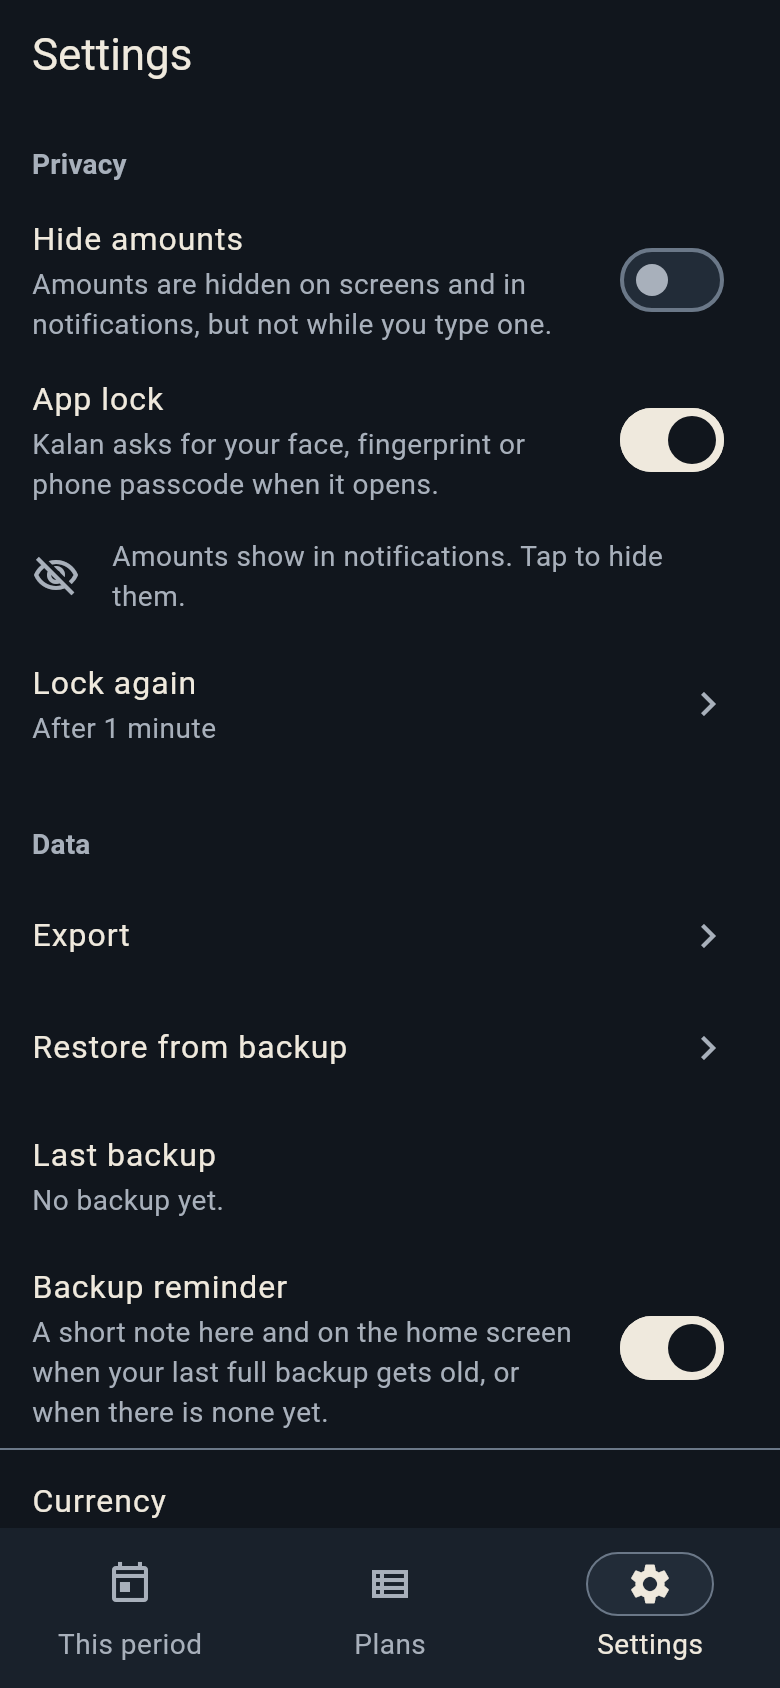 Settings
Privacy
Hide amounts
Amounts are hidden on screens and in
notifications, but not while you type one.
App lock
Kalan asks for your face, fingerprint or
phone passcode when it opens.
Amounts show in notifications. Tap to hide
them.
Lock again
After 1 minute
Data
Export
Restore from backup
Last backup
No backup yet.
Backup reminder
A short note here and on the home screen
when your last full backup gets old, or
when there is none yet.
Currency
This period
Plans
Settings